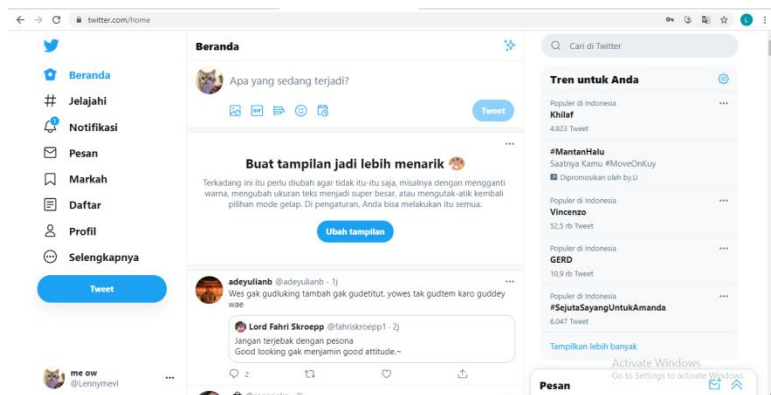 twitter.com/home
L
Beranda
Jelajahi
1
Notifikasi
Pesan
Markah
Daftar
Profil
Selengkapnya
Tweet
me ow
@Lennymevl
Beranda
Apa yang sedang terjadi?
GIF
Tweet
Buat tampilan jadi lebih menarik
Terkadang ini itu perlu diubah agar tidak itu-itu saja, misalnya dengan mengganti
warna, mengubah ukuran teks menjadi super besar, atau mengutak-atik kembali
pilihan mode gelap. Di pengaturan, Anda bisa melakukan itu semua.
Ubah tampilan
adeyulianb @adeyulianb · 1j
Wes gak gudluking tambah gak gudetitut, yowes tak gudtem karo guddey
wae
Lord Fahri Skroepp @fahriskroepp1 · 2j
Jangan terjebak dengan pesona
Good looking gak menjamin good attitude.~
2
Cari di Twitter
Tren untuk Anda
Populer di Indonesia
Khilaf
4.823 Tweet
#MantanHalu
Saatnya Kamu #MoveOnKuy
Dipromosikan oleh by.U
Populer di Indonesia
Vincenzo
52,5 rb Tweet
Populer di Indonesia
GERD
10,9 rb Tweet
Populer di Indonesia
#SejutaSayangUntukAmanda
6.047 Tweet
Tampilkan lebih banyak
Activate Windows
Go to Settings to activate Windows.
Pesan